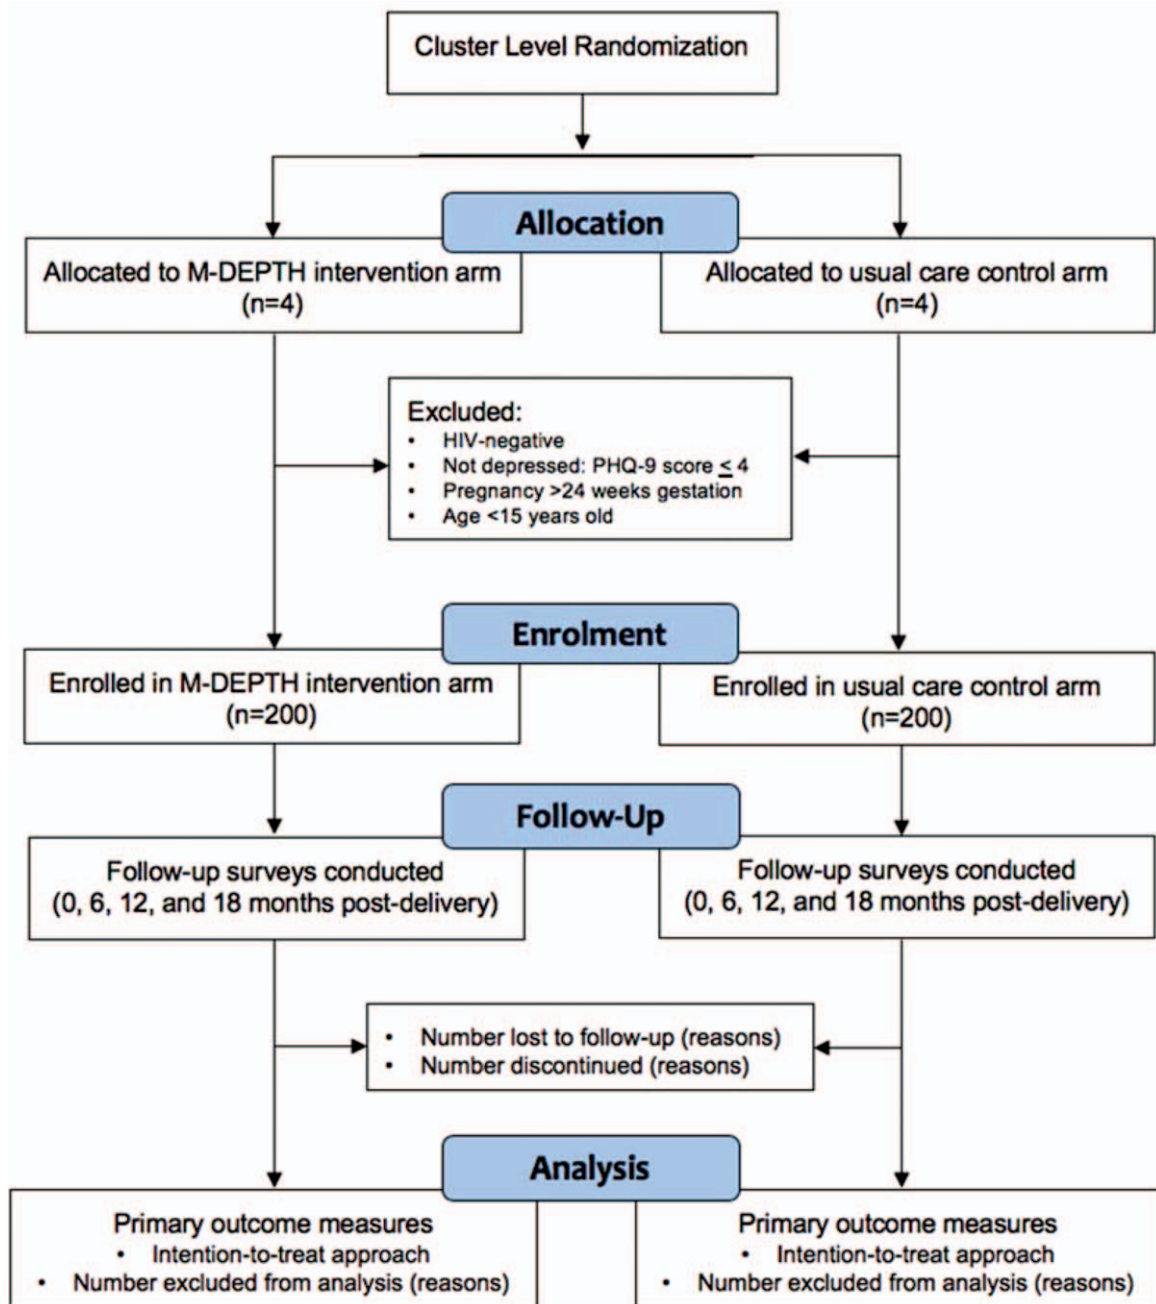 Cluster Level Randomization
Allocation
Allocated to M-DEPTH intervention arm
(n=4)
Allocated to usual care control arm
(n=4)
Excluded:
• HIV-negative
• Not depressed: PHQ-9 score ≤ 4
• Pregnancy >24 weeks gestation
• Age <15 years old
Enrolment
Enrolled in M-DEPTH intervention arm
(n=200)
Enrolled in usual care control arm
(n=200)
Follow-Up
Follow-up surveys conducted
(0, 6, 12, and 18 months post-delivery)
Follow-up surveys conducted
(0, 6, 12, and 18 months post-delivery)
• Number lost to follow-up (reasons)
• Number discontinued (reasons)
Analysis
Primary outcome measures
• Intention-to-treat approach
• Number excluded from analysis (reasons)
Primary outcome measures
• Intention-to-treat approach
• Number excluded from analysis (reasons)